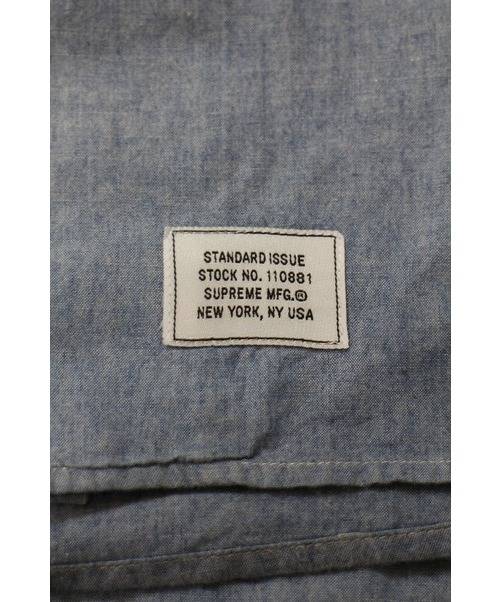 STANDARD ISSUE
STOCK NO. 110881
SUPREME MFG.®
NEW YORK, NY USA